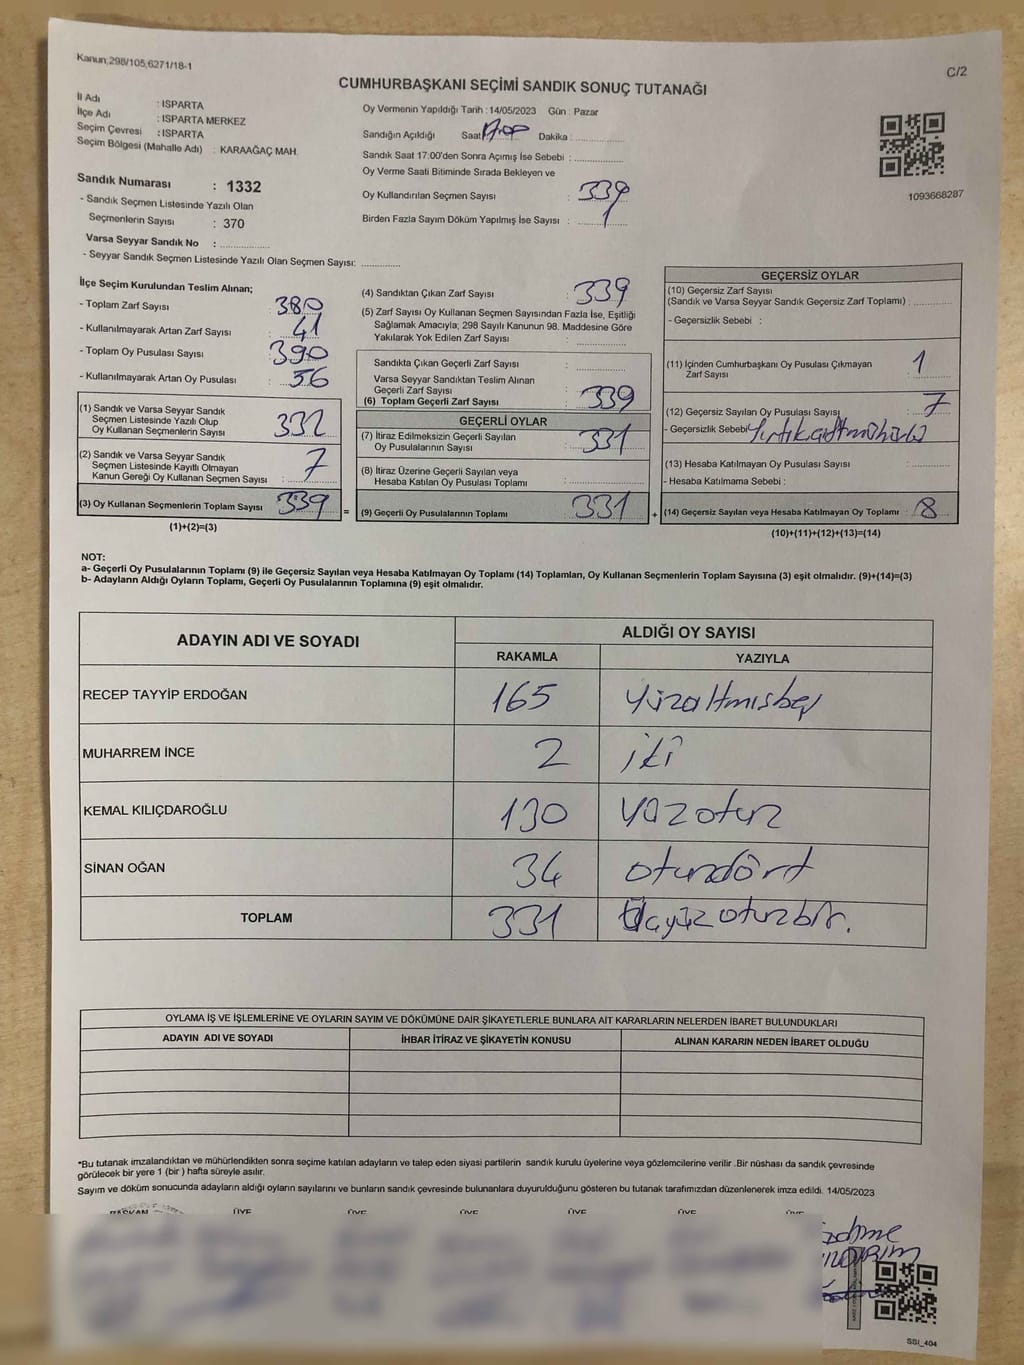 Kanun,298/105,6271/18-1
C/2
CUMHURBAŞKANI SEÇİMİ SANDIK SONUÇ TUTANAĞI
İl Adı : ISPARTA
İlçe Adı : ISPARTA MERKEZ
Seçim Çevresi : ISPARTA
Seçim Bölgesi (Mahalle Adı) : KARAAĞAÇ MAH.
Sandık Numarası : 1332
- Sandık Seçmen Listesinde Yazılı Olan
Seçmenlerin Sayısı : 370
Varsa Seyyar Sandık No : ................
- Seyyar Sandık Seçmen Listesinde Yazılı Olan Seçmen Sayısı: .............
Oy Vermenin Yapıldığı Tarih : 14/05/2023 Gün : Pazar
Sandığın Açıldığı Saat 17:00 Dakika : ................
Sandık Saat 17:00'den Sonra Açımış İse Sebebi : ................
Oy Verme Saati Bitiminde Sırada Bekleyen ve
Oy Kullandırılan Seçmen Sayısı : 339
Birden Fazla Sayım Döküm Yapılmış İse Sayısı : 1
1093668287
İlçe Seçim Kurulundan Teslim Alınan;
- Toplam Zarf Sayısı : 380
- Kullanılmayarak Artan Zarf Sayısı : 41
- Toplam Oy Pusulası Sayısı : 390
- Kullanılmayarak Artan Oy Pusulası : 56
(1) Sandık ve Varsa Seyyar Sandık
Seçmen Listesinde Yazılı Olup
Oy Kullanan Seçmenlerin Sayısı 332
(2) Sandık ve Varsa Seyyar Sandık
Seçmen Listesinde Kayıtlı Olmayan
Kanun Gereği Oy Kullanan Seçmen Sayısı : 7
(3) Oy Kullanan Seçmenlerin Toplam Sayısı 339 =
(1)+(2)=(3)
(4) Sandıktan Çıkan Zarf Sayısı : 339
(5) Zarf Sayısı Oy Kullanan Seçmen Sayısından Fazla İse, Eşitliği
Sağlamak Amacıyla; 298 Sayılı Kanunun 98. Maddesine Göre
Yakılarak Yok Edilen Zarf Sayısı : ................
Sandıkta Çıkan Geçerli Zarf Sayısı : ................
Varsa Seyyar Sandıktan Teslim Alınan
Geçerli Zarf Sayısı :
(6) Toplam Geçerli Zarf Sayısı : 339
GEÇERLİ OYLAR
(7) İtiraz Edilmeksizin Geçerli Sayılan
Oy Pusulasının Sayısı : 331
(8) İtiraz Üzerine Geçerli Sayılan veya
Hesaba Katılan Oy Pusulası Toplamı : ................
(9) Geçerli Oy Pusulalarının Toplamı : 331 +
GEÇERSİZ OYLAR
(10) Geçersiz Zarf Sayısı
(Sandık ve Varsa Seyyar Sandık Geçersiz Zarf Toplamı) : .............
- Geçersizlik Sebebi :
(11) İçinden Cumhurbaşkanı Oy Pusulası Çıkmayan
Zarf Sayısı : 1
(12) Geçersiz Sayılan Oy Pusulası Sayısı : 7
- Geçersizlik Sebebi
(13) Hesaba Katılmayan Oy Pusulası Sayısı : .............
- Hesaba Katılmama Sebebi :
(14) Geçersiz Sayılan veya Hesaba Katılmayan Oy Toplamı : 8
(10)+(11)+(12)+(13)=(14)
NOT:
a- Geçerli Oy Pusulalarının Toplamı (9) ile Geçersiz Sayılan veya Hesaba Katılmayan Oy Toplamı (14) Toplamları, Oy Kullanan Seçmenlerin Toplam Sayısına (3) eşit olmalıdır. (9)+(14)=(3)
b- Adayların Aldığı Oyların Toplamı, Geçerli Oy Pusulalarının Toplamına (9) eşit olmalıdır.
ADAYIN ADI VE SOYADI ALDIĞI OY SAYISI
RAKAMLA YAZIYLA
RECEP TAYYİP ERDOĞAN 165 yüzaltmışbeş
MUHARREM İNCE 2 iki
KEMAL KILIÇDAROĞLU 130 yüzotuz
SİNAN OĞAN 34 otuzdört
TOPLAM 331 Üçyüzotuzbir.
OYLAMA İŞ VE İŞLEMLERİNE VE OYLARIN SAYIM VE DÖKÜMÜNE DAİR ŞİKAYETLERLE BUNLARA AİT KARARLARIN NELERDEN İBARET BULUNDUKLARI
ADAYIN ADI VE SOYADI İHBAR İTİRAZ VE ŞİKAYETİN KONUSU ALINAN KARARIN NEDEN İBARET OLDUĞU
*Bu tutanak imzalandıktan ve mühürlendikten sonra seçime katılan adayların ve talep eden siyasi partilerin sandık kurulu üyelerine veya gözlemcilerine verilir .Bir nüshası da sandık çevresinde
görülecek bir yere 1 (bir ) hafta süreyle asılır.
Sayım ve döküm sonucunda adayların aldığı oyların sayılarını ve bunların sandık çevresinde bulunanlara duyurulduğunu gösteren bu tutanak tarafımızdan düzenlenerek imza edildi. 14/05/2023
BAŞKAN ÜYE ÜYE ÜYE ÜYE ÜYE ÜYE
SSI_404